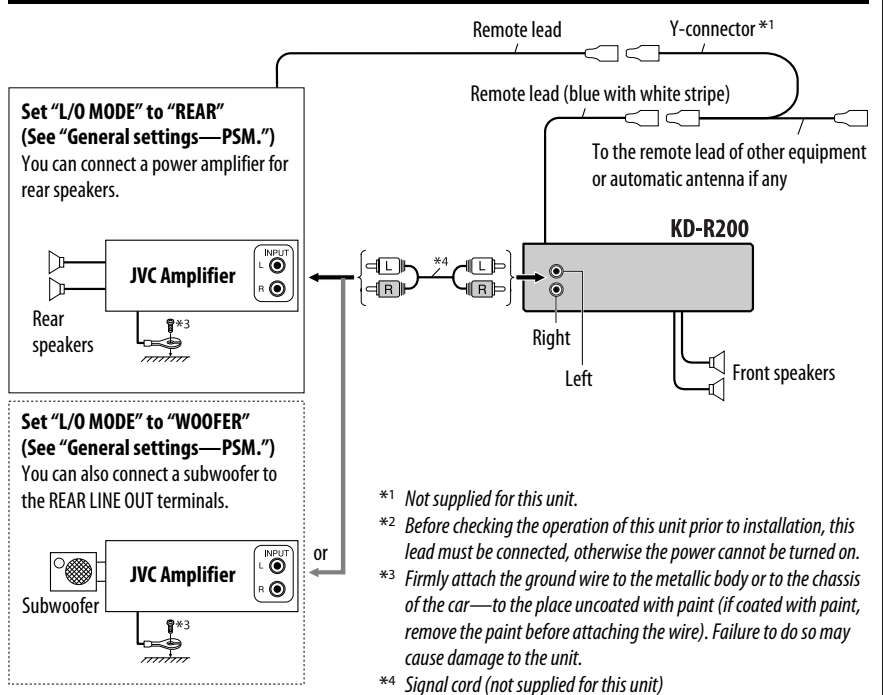 Remote lead
Y-connector *1
Remote lead (blue with white stripe)
To the remote lead of other equipment
or automatic antenna if any
Set “L/O MODE” to “REAR”
(See “General settings—PSM.”)
You can connect a power amplifier for
rear speakers.
JVC Amplifier
INPUT
L
R
*3
Rear
speakers
L
R
*4
L
R
KD-R200
Right
Left
Front speakers
Set “L/O MODE” to “WOOFER”
(See “General settings—PSM.”)
You can also connect a subwoofer to
the REAR LINE OUT terminals.
or
JVC Amplifier
INPUT
L
R
Subwoofer
*3
*1 Not supplied for this unit.
*2 Before checking the operation of this unit prior to installation, this
lead must be connected, otherwise the power cannot be turned on.
*3 Firmly attach the ground wire to the metallic body or to the chassis
of the car—to the place uncoated with paint (if coated with paint,
remove the paint before attaching the wire). Failure to do so may
cause damage to the unit.
*4 Signal cord (not supplied for this unit)